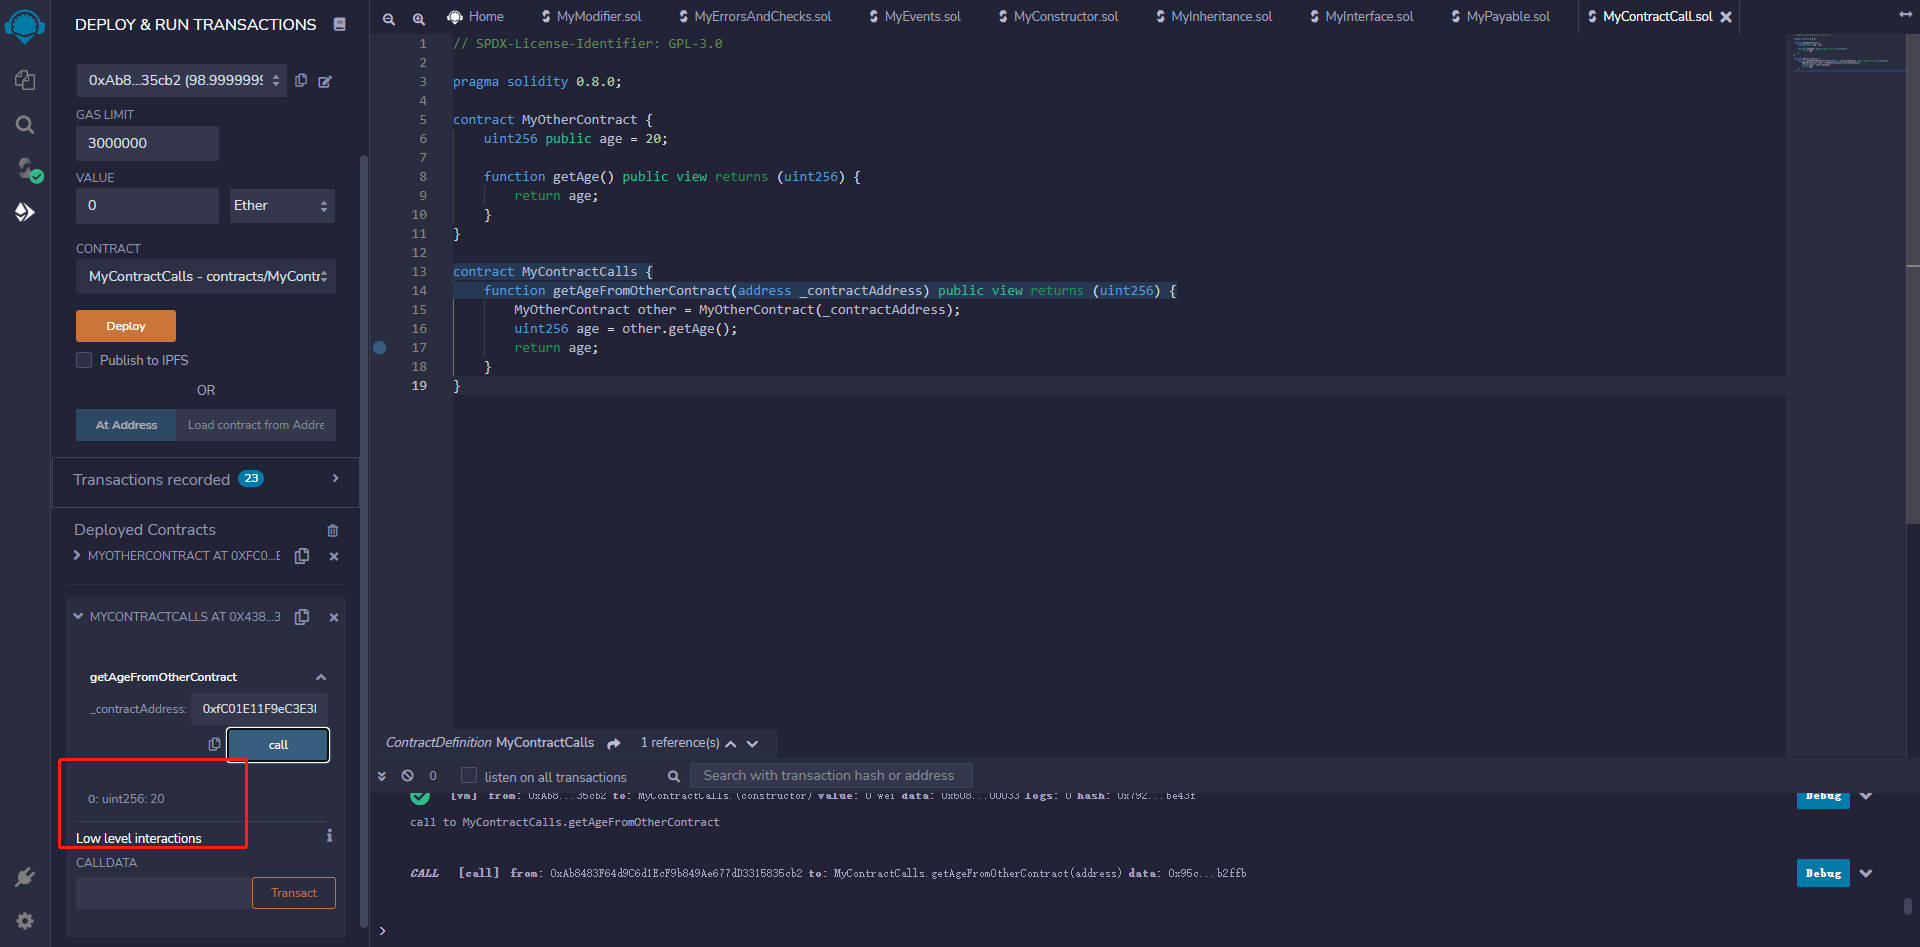 DEPLOY & RUN TRANSACTIONS
0xAb8...35cb2 (98.9999999
GAS LIMIT
3000000
VALUE
0
Ether
CONTRACT
MyContractCalls - contracts/MyContr
Deploy
Publish to IPFS
OR
At Address
Load contract from Addre
Transactions recorded 23
Deployed Contracts
MYOTHERCONTRACT AT 0XFC0...E
MYCONTRACTCALLS AT 0X438...3
getAgeFromOtherContract
_contractAddress:
0xfC01E11F9eC3E3I
call
0: uint256: 20
Low level interactions
CALLDATA
Transact
Home
MyModifier.sol
MyErrorsAndChecks.sol
MyEvents.sol
MyConstructor.sol
MyInheritance.sol
MyInterface.sol
MyPayable.sol
MyContractCall.sol
1 // SPDX-License-Identifier: GPL-3.0
2
3 pragma solidity 0.8.0;
4
5 contract MyOtherContract {
6 uint256 public age = 20;
7
8 function getAge() public view returns (uint256) {
9 return age;
10 }
11 }
12
13 contract MyContractCalls {
14 function getAgeFromOtherContract(address _contractAddress) public view returns (uint256) {
15 MyOtherContract other = MyOtherContract(_contractAddress);
16 uint256 age = other.getAge();
17 return age;
18 }
19 }
ContractDefinition MyContractCalls 1 reference(s)
0
listen on all transactions
Search with transaction hash or address
[vm] from: 0xAb8...35cb2 to: MyContractCalls.(constructor) value: 0 wei data: 0x608...00033 logs: 0 hash: 0x792...be43f
Debug
call to MyContractCalls.getAgeFromOtherContract
CALL [call] from: 0xAb8483F64d9C6d1EcF9b849Ae677dD3315835cb2 to: MyContractCalls.getAgeFromOtherContract(address) data: 0x95c...b2ffb
Debug
>